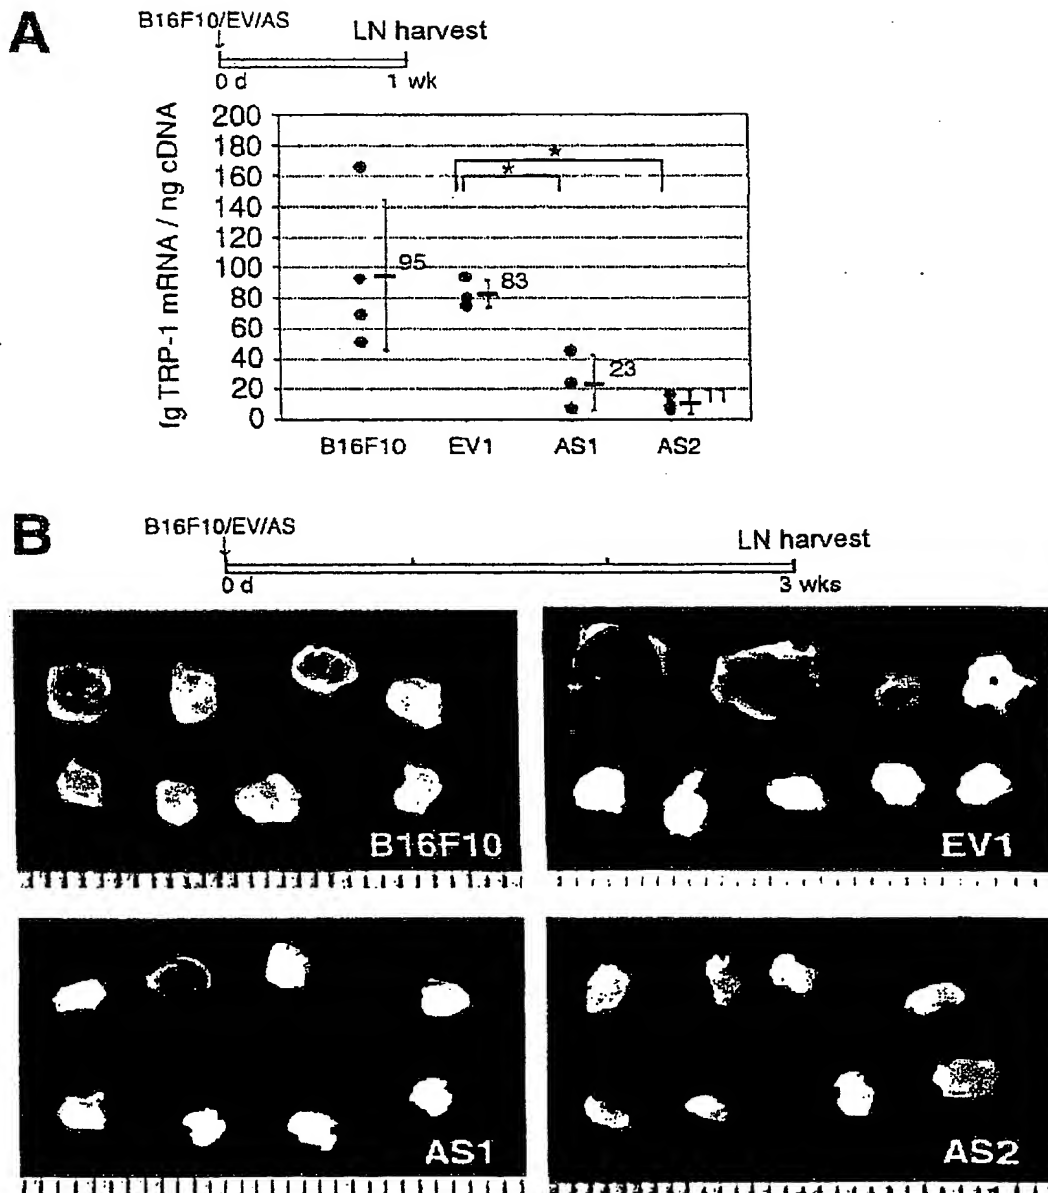 A
B16F10/EV/AS
LN harvest
0 d
1 wk
fg TRP-1 mRNA / ng cDNA
200
180
160
140
120
100
80
60
40
20
0
*
*
95
83
23
11
B16F10
EV1
AS1
AS2
B
B16F10/EV/AS
LN harvest
0 d
3 wks
B16F10
EV1
AS1
AS2